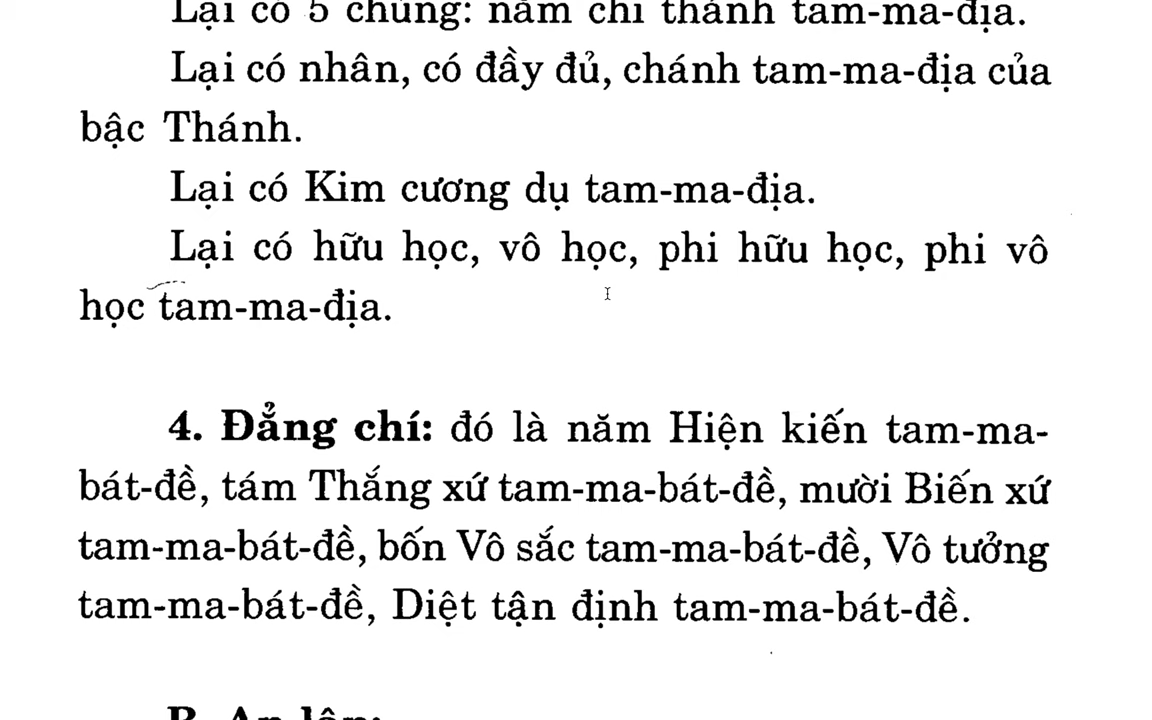 Lại có 5 chủng: năm chi thánh tam-ma-địa.
Lại có nhân, có đầy đủ, chánh tam-ma-địa của
bậc Thánh.
Lại có Kim cương dụ tam-ma-địa.
Lại có hữu học, vô học, phi hữu học, phi vô
học tam-ma-địa.
4. Đẳng chí: đó là năm Hiện kiến tam-ma-
bát-đề, tám Thắng xứ tam-ma-bát-đề, mười Biến xứ
tam-ma-bát-đề, bốn Vô sắc tam-ma-bát-đề, Vô tưởng
tam-ma-bát-đề, Diệt tận định tam-ma-bát-đề.
B. An lập: